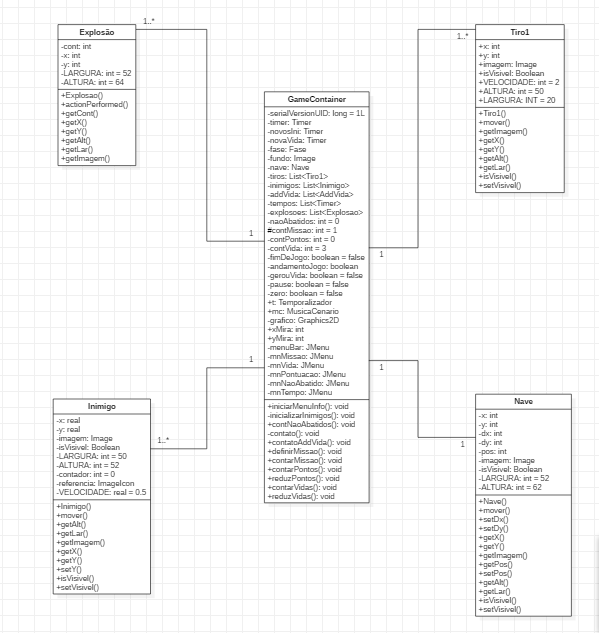 Explosão
-cont: int
-x: int
-y: int
-LARGURA: int = 52
-ALTURA: int = 64
+Explosao()
+actionPerformed()
+getCont()
+getX()
+getY()
+getAlt()
+getLar()
+getImagem()
1..*
1
GameContainer
-serialVersionUID: long = 1L
-timer: Timer
-novosIni: Timer
-novaVida: Timer
-fase: Fase
-fundo: Image
-nave: Nave
-tiros: List<Tiro1>
-inimigos: List<Inimigo>
-addVida: List<AddVida>
-tempos: List<Timer>
-explosoes: List<Explosao>
-naoAbatidos: int = 0
#contMissao: int = 1
-contPontos: int = 0
-contVida: int = 3
-fimDeJogo: boolean = false
-andamentoJogo: boolean
-gerouVida: boolean = false
-pause: boolean = false
-zero: boolean = false
+t: Temporalizador
+mc: MusicaCenario
-grafico: Graphics2D
+xMira: int
+yMira: int
-menuBar: JMenu
-mnMissao: JMenu
-mnVida: JMenu
-mnPontuacao: JMenu
-mnNaoAbatido: JMenu
-mnTempo: JMenu
+iniciarMenuInfo(): void
-inicializarInimigos(): void
+contNaoAbatidos(): void
-contato(): void
+contatoAddVida(): void
+definirMissao(): void
+contarMissao(): void
+contarPontos(): void
+reduzPontos(): void
+contarVidas(): void
+reduzVidas(): void
1..*
1
Tiro1
+x: int
+y: int
+imagem: Image
+isVisivel: Boolean
+VELOCIDADE: int = 2
+ALTURA: int = 50
+LARGURA: INT = 20
+Tiro1()
+mover()
+getImagem()
+getX()
+getY()
+getAlt()
+getLar()
+isVisivel()
+setVisivel()
1
1..*
Inimigo
-x: real
-y: real
-imagem: Image
-isVisivel: Boolean
-LARGURA: int = 50
-ALTURA: int = 52
-contador: int = 0
-referencia: ImageIcon
-VELOCIDADE: real = 0.5
+Inimigo()
+mover()
+getAlt()
+getLar()
+getImagem()
+getX()
+getY()
+setY()
+isVisivel()
+setVisivel()
1
1
Nave
-x: int
-y: int
-dx: int
-dy: int
-pos: int
-imagem: Image
-isVisivel: Boolean
-LARGURA: int = 52
-ALTURA: int = 62
+Nave()
+mover()
+setDx()
+setDy()
+getX()
+getY()
+getImagem()
+getPos()
+setPos()
+getAlt()
+getLar()
+isVisivel()
+setVisivel()